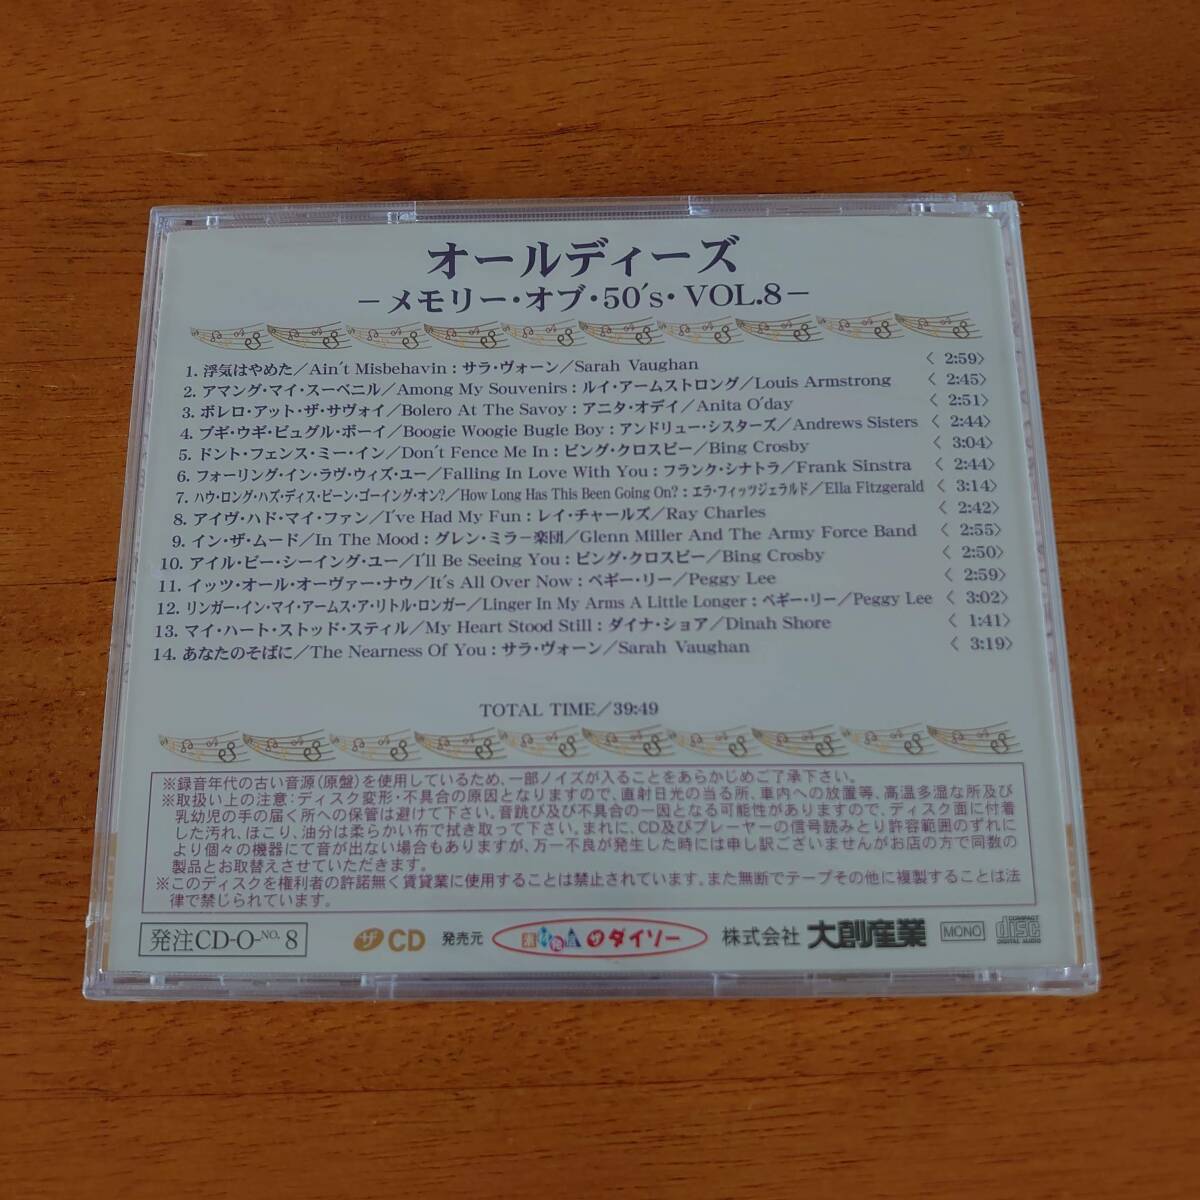 オールディーズ
－メモリー・オブ・50's・VOL.8－
1. 浮気はやめた／Ain't Misbehavin：サラ・ヴォーン／Sarah Vaughan 〈 2:59〉
2. アマング・マイ・スーベニル／Among My Souvenirs：ルイ・アームストロング／Louis Armstrong 〈 2:45〉
3. ボレロ・アット・ザ・サヴォイ／Bolero At The Savoy：アニタ・オデイ／Anita O'day 〈 2:51〉
4. ブギ・ウギ・ビュグル・ボーイ／Boogie Woogie Bugle Boy：アンドリュー・シスターズ／Andrews Sisters 〈 2:44〉
5. ドント・フェンス・ミー・イン／Don't Fence Me In：ビング・クロスビー／Bing Crosby 〈 3:04〉
6. フォーリング・イン・ラヴ・ウィズ・ユー／Falling In Love With You：フランク・シナトラ／Frank Sinstra 〈 2:44〉
7. ハウ・ロング・ハズ・ディス・ビーン・ゴーイング・オン?／How Long Has This Been Going On?：エラ・フィッツジェラルド／Ella Fitzgerald 〈 3:14〉
8. アイヴ・ハド・マイ・ファン／I've Had My Fun：レイ・チャールズ／Ray Charles 〈 2:42〉
9. イン・ザ・ムード／In The Mood：グレン・ミラー楽団／Glenn Miller And The Army Force Band 〈 2:55〉
10. アイル・ビー・シーイング・ユー／I'll Be Seeing You：ビング・クロスビー／Bing Crosby 〈 2:50〉
11. イッツ・オール・オーヴァー・ナウ／It's All Over Now：ペギー・リー／Peggy Lee 〈 2:59〉
12. リンガー・イン・マイ・アームス・ア・リトル・ロンガー／Linger In My Arms A Little Longer：ペギー・リー／Peggy Lee 〈 3:02〉
13. マイ・ハート・ストッド・スティル／My Heart Stood Still：ダイナ・ショア／Dinah Shore 〈 1:41〉
14. あなたのそばに／The Nearness Of You：サラ・ヴォーン／Sarah Vaughan 〈 3:19〉
TOTAL TIME／39:49
※録音年代の古い音源（原盤）を使用しているため、一部ノイズが入ることをあらかじめご了承下さい。
※取扱い上の注意：ディスク変形・不具合の原因となりますので、直射日光の当る所、車内への放置等、高温多湿な所及び
乳幼児の手の届く所への保管は避けて下さい。音跳び及び不具合の一因となる可能性がありますので、ディスク面に付着
した汚れ、ほこり、油分は柔らかい布で拭き取って下さい。まれに、CD及びプレーヤーの信号読みとり許容範囲のずれに
より個々の機器にて音が出ない場合もありますが、万一不良が発生した時には申し訳ございませんがお店の方で同数の
製品とお取替えさせていただきます。
※このディスクを権利者の許諾無く賃貸業に使用することは禁止されています。また無断でテープその他に複製することは法
律で禁じられています。
発注CD-O-NO. 8 ザCD 発売元 ザダイソー 株式会社 大創産業 MONO COMPACT disc DIGITAL AUDIO